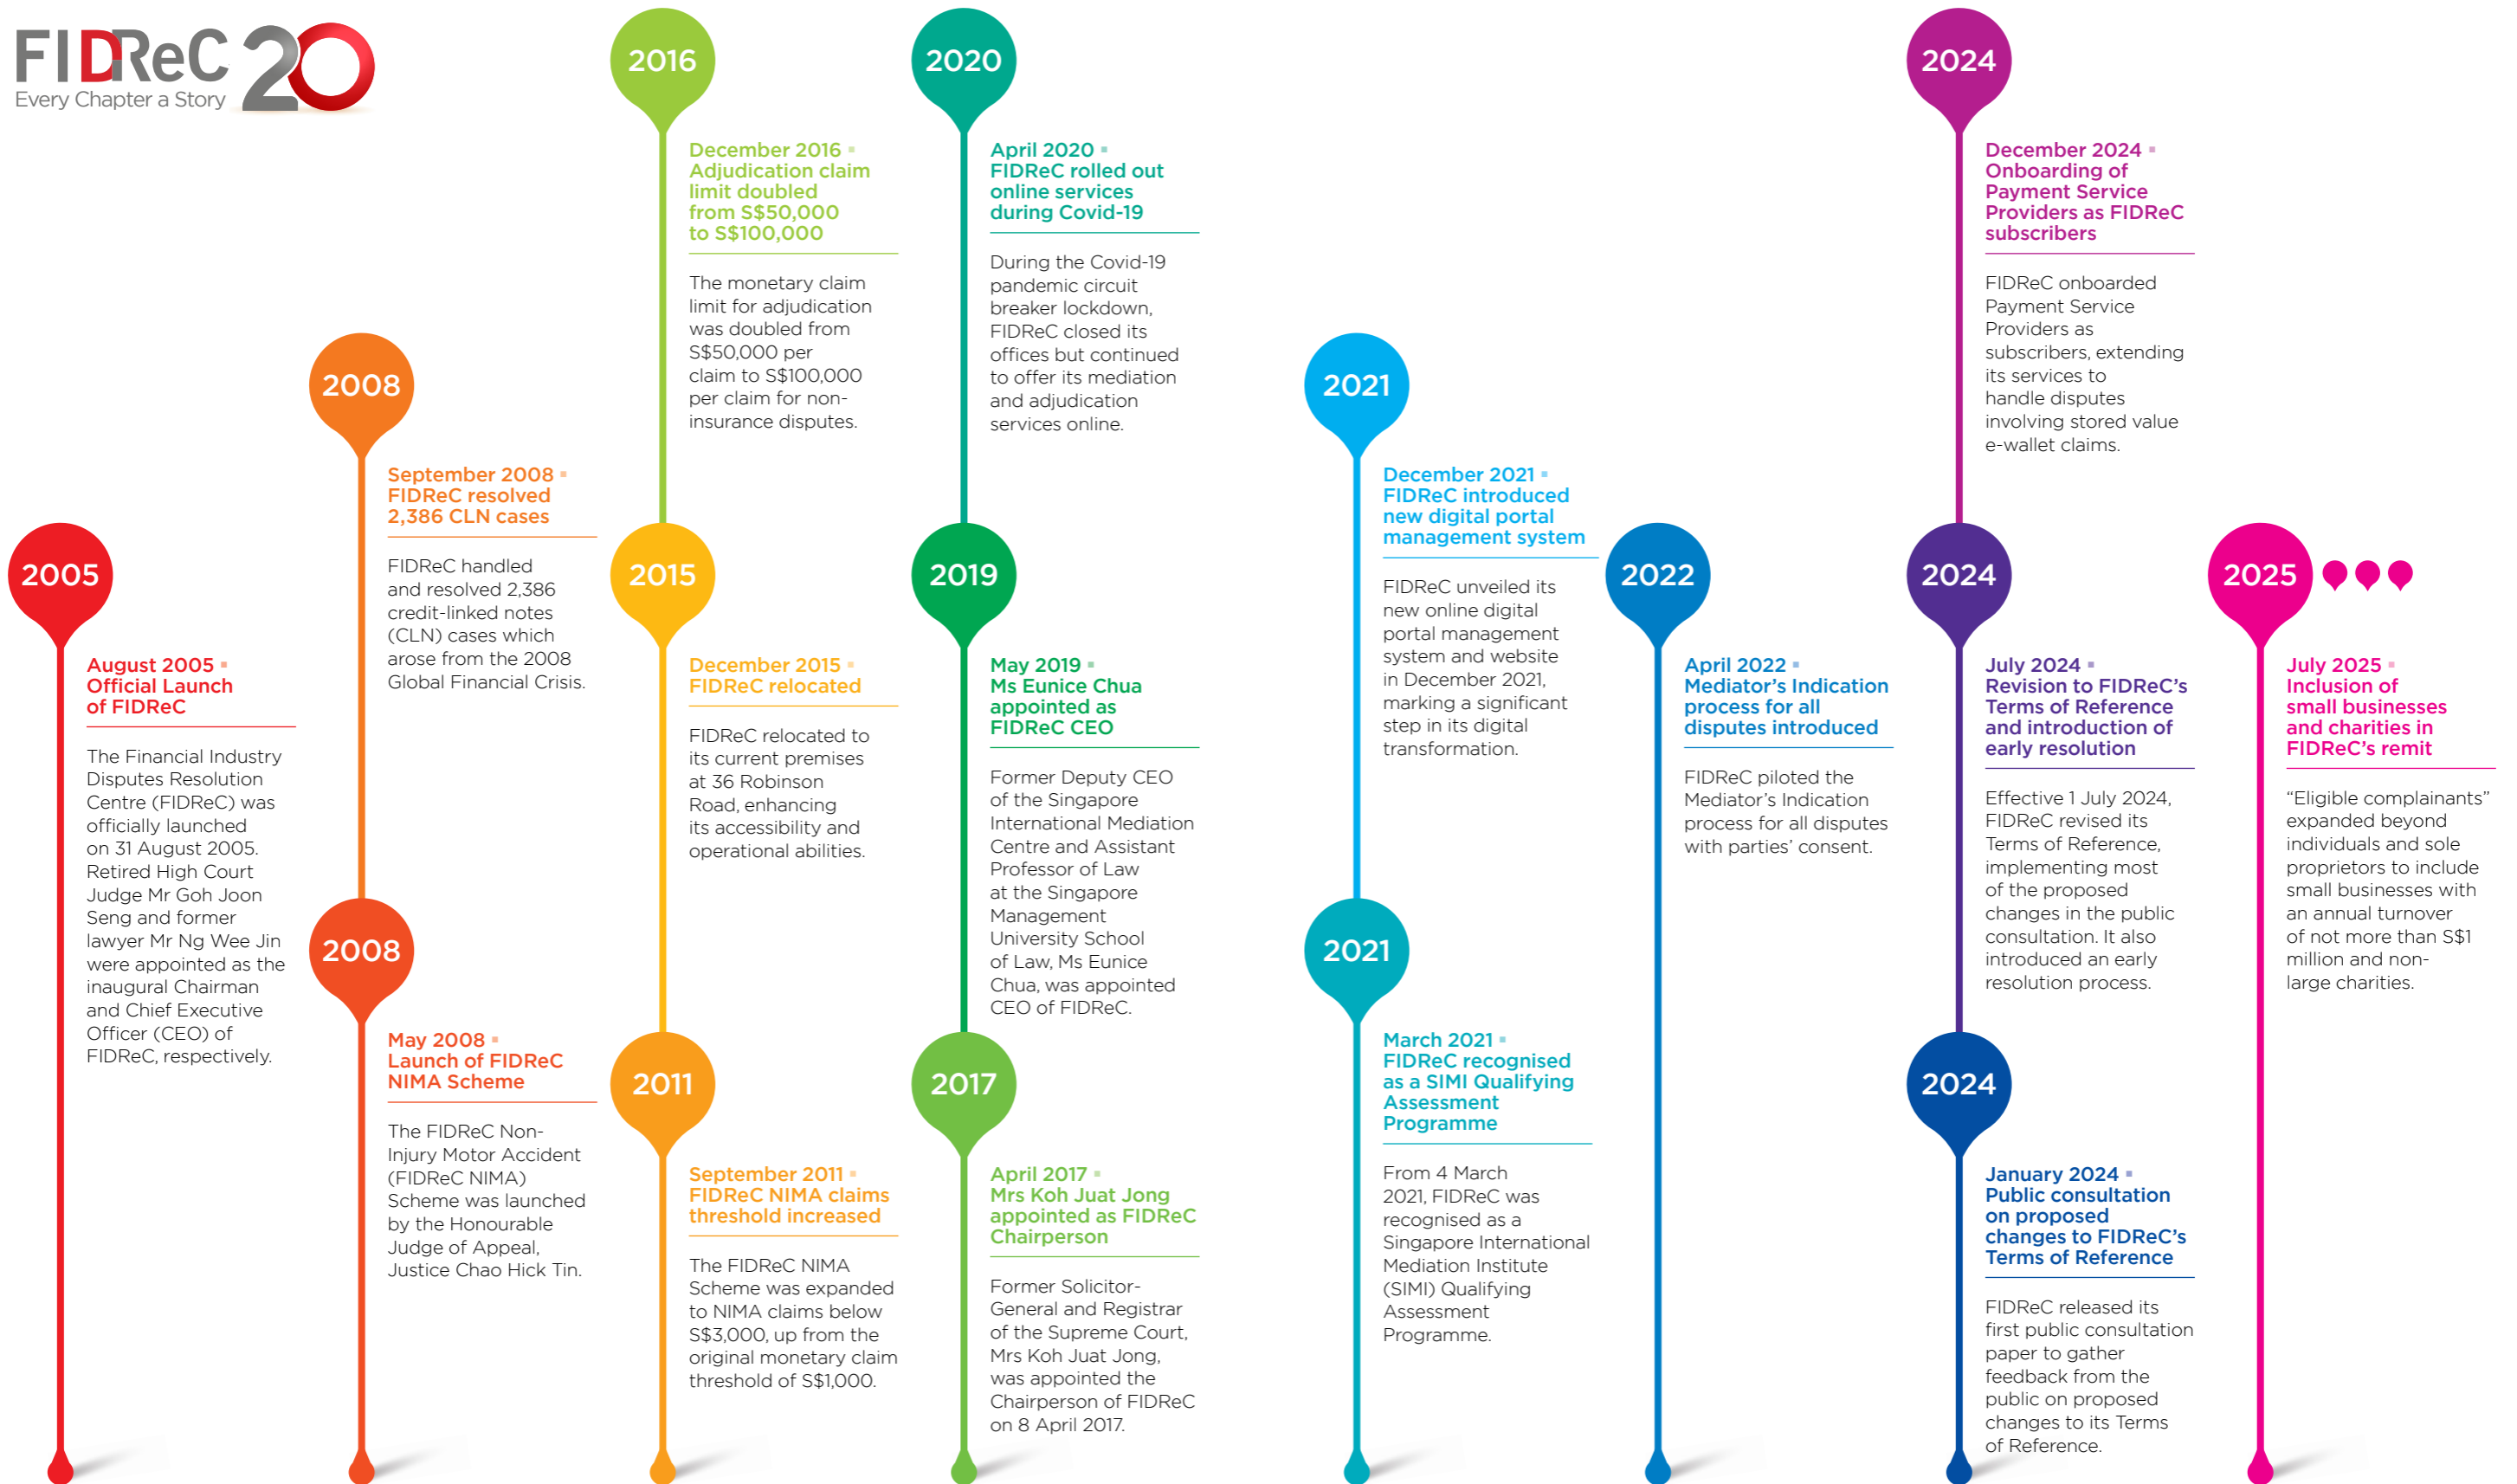 FIDReC 20
Every Chapter a Story
2005
August 2005
Official Launch
of FIDReC
The Financial Industry
Disputes Resolution
Centre (FIDReC) was
officially launched
on 31 August 2005.
Retired High Court
Judge Mr Goh Joon
Seng and former
lawyer Mr Ng Wee Jin
were appointed as the
inaugural Chairman
and Chief Executive
Officer (CEO) of
FIDReC, respectively.
2008
September 2008
FIDReC resolved
2,386 CLN cases
FIDReC handled
and resolved 2,386
credit-linked notes
(CLN) cases which
arose from the 2008
Global Financial Crisis.
2008
May 2008
Launch of FIDReC
NIMA Scheme
The FIDReC Non-
Injury Motor Accident
(FIDReC NIMA)
Scheme was launched
by the Honourable
Judge of Appeal,
Justice Chao Hick Tin.
2016
December 2016
Adjudication claim
limit doubled
from S$50,000
to S$100,000
The monetary claim
limit for adjudication
was doubled from
S$50,000 per
claim to S$100,000
per claim for non-
insurance disputes.
2015
December 2015
FIDReC relocated
FIDReC relocated to
its current premises
at 36 Robinson
Road, enhancing
its accessibility and
operational abilities.
2011
September 2011
FIDReC NIMA claims
threshold increased
The FIDReC NIMA
Scheme was expanded
to NIMA claims below
S$3,000, up from the
original monetary claim
threshold of S$1,000.
2020
April 2020
FIDReC rolled out
online services
during Covid-19
During the Covid-19
pandemic circuit
breaker lockdown,
FIDReC closed its
offices but continued
to offer its mediation
and adjudication
services online.
2019
May 2019
Ms Eunice Chua
appointed as
FIDReC CEO
Former Deputy CEO
of the Singapore
International Mediation
Centre and Assistant
Professor of Law
at the Singapore
Management
University School
of Law, Ms Eunice
Chua, was appointed
CEO of FIDReC.
2017
April 2017
Mrs Koh Juat Jong
appointed as FIDReC
Chairperson
Former Solicitor-
General and Registrar
of the Supreme Court,
Mrs Koh Juat Jong,
was appointed the
Chairperson of FIDReC
on 8 April 2017.
2021
December 2021
FIDReC introduced
new digital portal
management system
FIDReC unveiled its
new online digital
portal management
system and website
in December 2021,
marking a significant
step in its digital
transformation.
2021
March 2021
FIDReC recognised
as a SIMI Qualifying
Assessment
Programme
From 4 March
2021, FIDReC was
recognised as a
Singapore International
Mediation Institute
(SIMI) Qualifying
Assessment
Programme.
2022
April 2022
Mediator's Indication
process for all
disputes introduced
FIDReC piloted the
Mediator's Indication
process for all disputes
with parties' consent.
2024
December 2024
Onboarding of
Payment Service
Providers as FIDReC
subscribers
FIDReC onboarded
Payment Service
Providers as
subscribers, extending
its services to
handle disputes
involving stored value
e-wallet claims.
2024
July 2024
Revision to FIDReC's
Terms of Reference
and introduction of
early resolution
Effective 1 July 2024,
FIDReC revised its
Terms of Reference,
implementing most
of the proposed
changes in the public
consultation. It also
introduced an early
resolution process.
2024
January 2024
Public consultation
on proposed
changes to FIDReC's
Terms of Reference
FIDReC released its
first public consultation
paper to gather
feedback from the
public on proposed
changes to its Terms
of Reference.
2025
July 2025
Inclusion of
small businesses
and charities in
FIDReC's remit
“Eligible complainants”
expanded beyond
individuals and sole
proprietors to include
small businesses with
an annual turnover
of not more than S$1
million and non-
large charities.